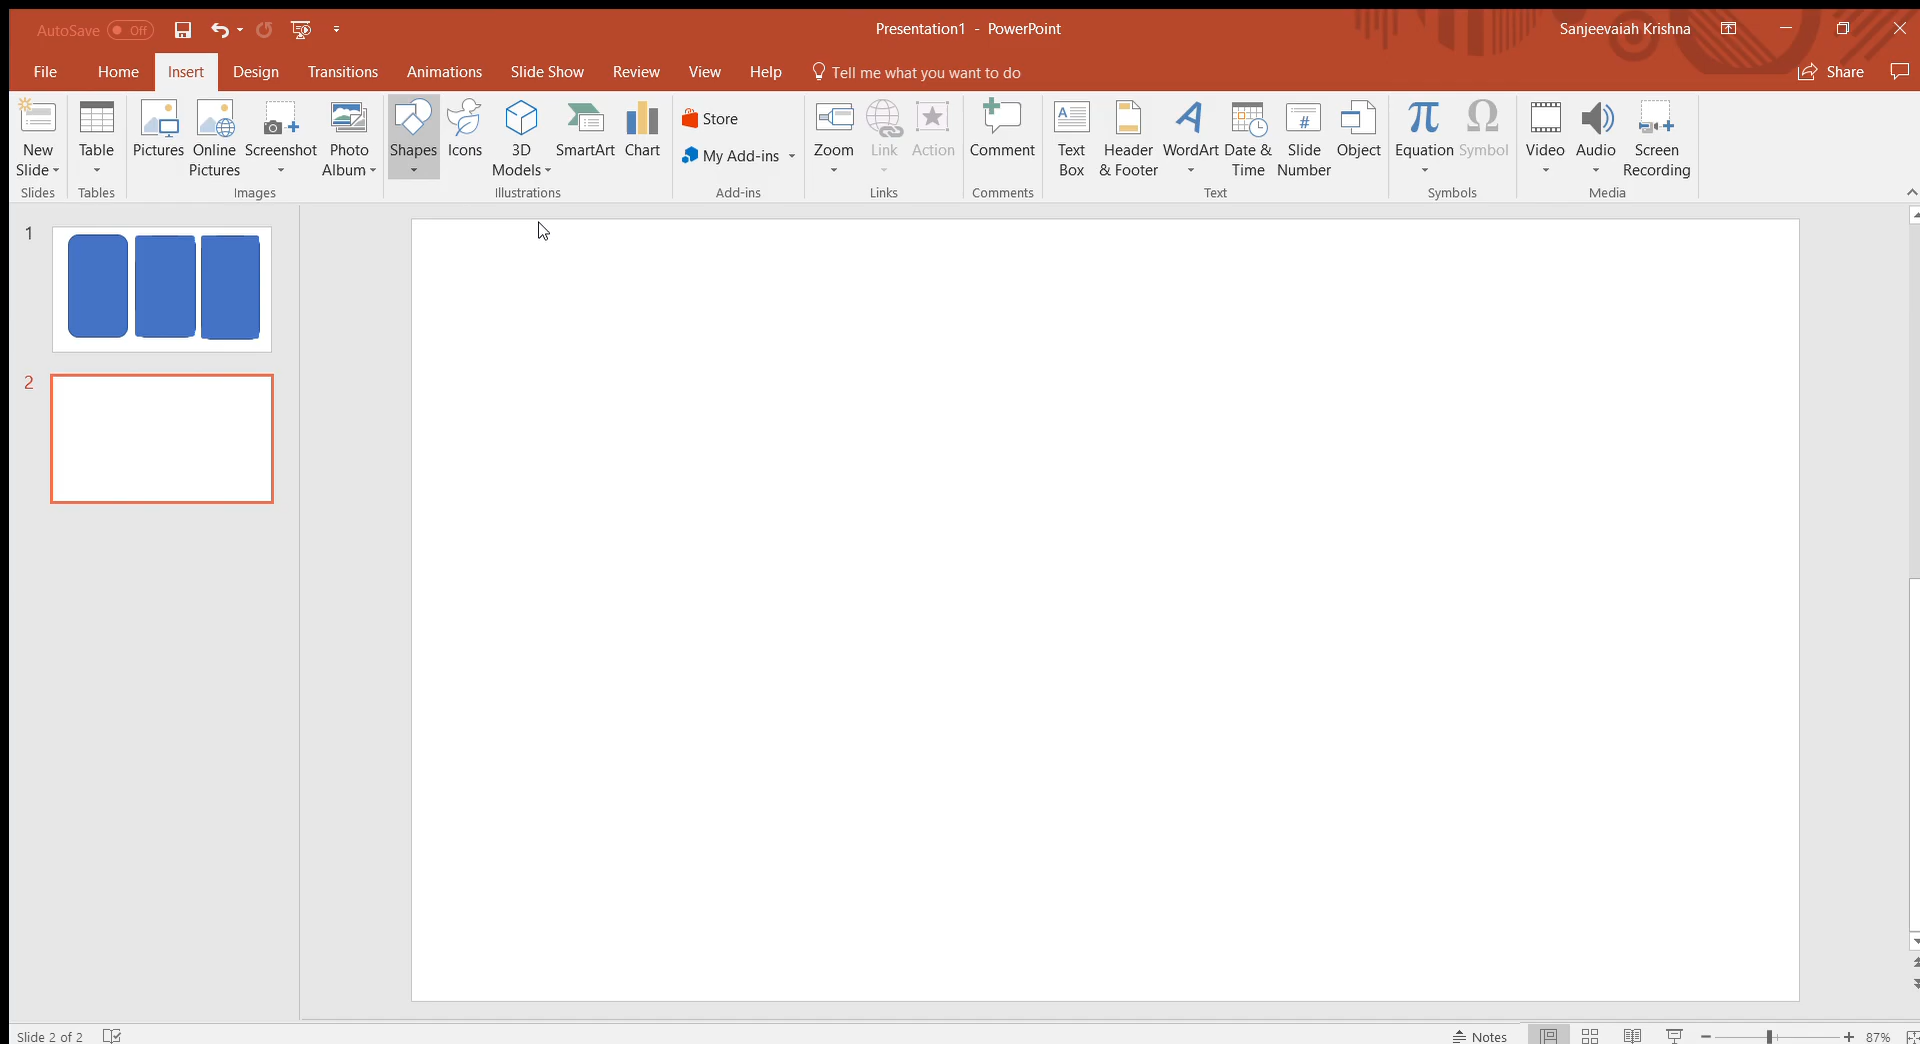 AutoSave Off
Presentation1 - PowerPoint
Sanjeevaiah Krishna
File Home Insert Design Transitions Animations Slide Show Review View Help Tell me what you want to do Share
New Slide
Table
Pictures
Online Pictures
Screenshot
Photo Album
Shapes
Icons
3D Models
SmartArt
Chart
Store
My Add-ins
Zoom
Link
Action
Comment
A
Text Box
Header & Footer
A
WordArt
Date & Time
#
Slide Number
Object
π
Equation
Ω
Symbol
Video
Audio
Screen Recording
Slides Tables Images Illustrations Add-ins Links Comments Text Symbols Media
1
2
Slide 2 of 2
Notes
87%